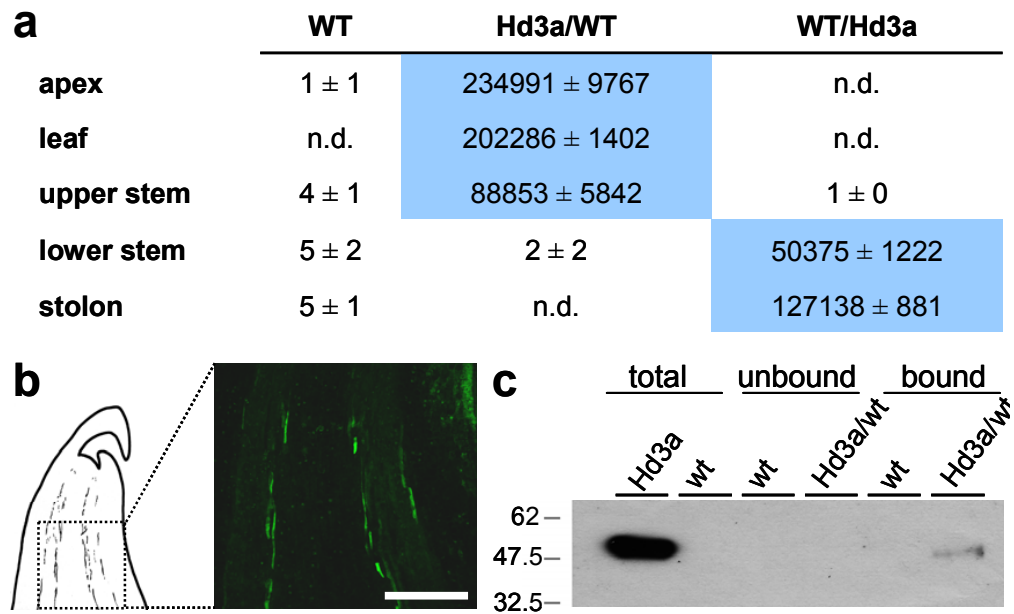 a WT Hd3a/WT WT/Hd3a
apex 1 ± 1 234991 ± 9767 n.d.
leaf n.d. 202286 ± 1402 n.d.
upper stem 4 ± 1 88853 ± 5842 1 ± 0
lower stem 5 ± 2 2 ± 2 50375 ± 1222
stolon 5 ± 1 n.d. 127138 ± 881
b
c total unbound bound
Hd3a wt wt Hd3a/wt wt Hd3a/wt
62
47.5
32.5